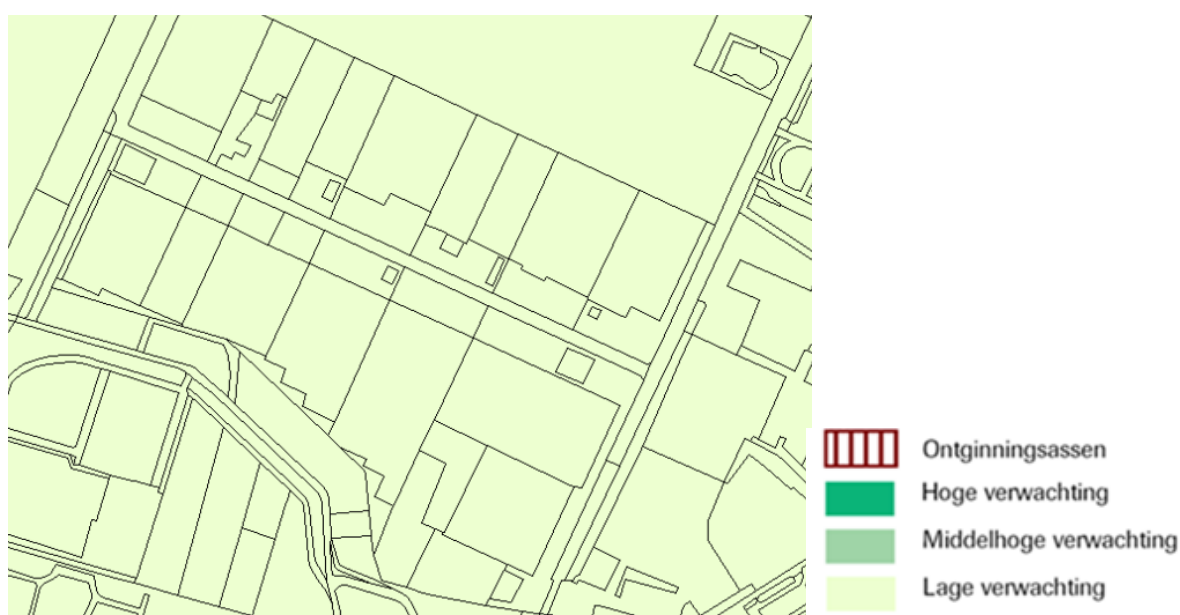 Ontginningsassen
Hoge verwachting
Middelhoge verwachting
Lage verwachting